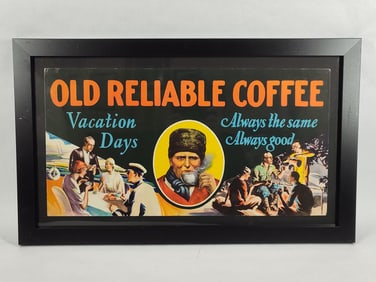 OLD RELIABLE COFFEE
Vacation
Days
Always the same
Always good